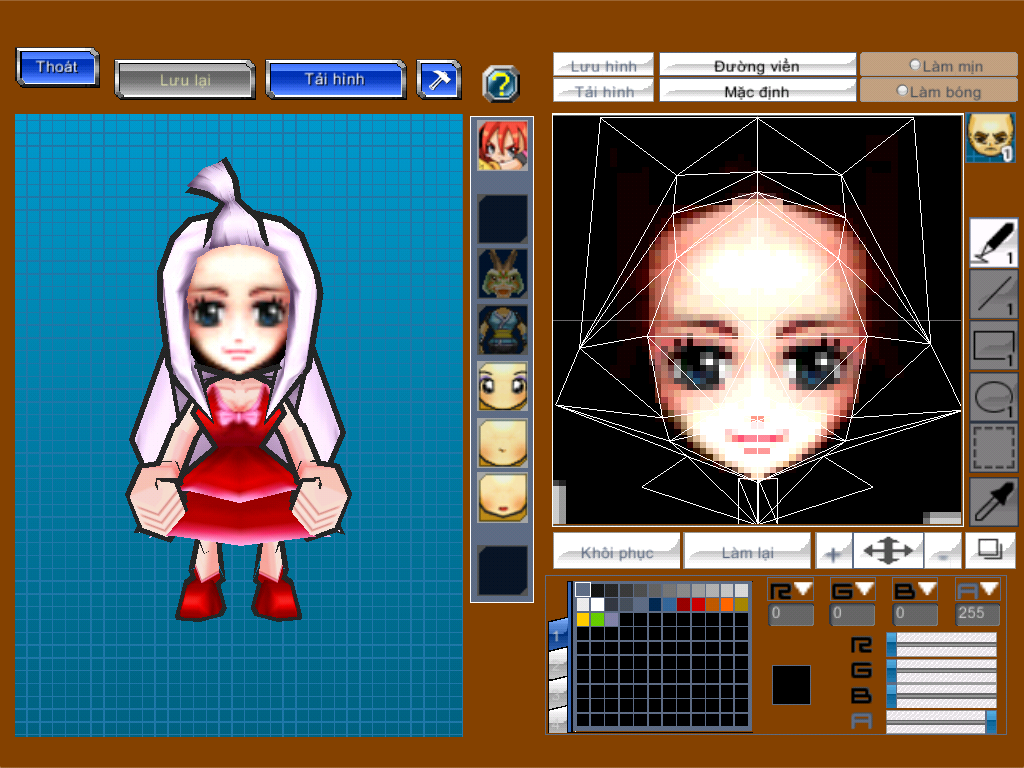 Thoát
Lưu lại
Tải hình
?
Lưu hình
Đường viền
Làm mịn
Tải hình
Mặc định
Làm bóng
1
1
1
1
1
Khôi phục
Làm lại
+
-
R G B A
0 0 0 255
1
R
G
B
A